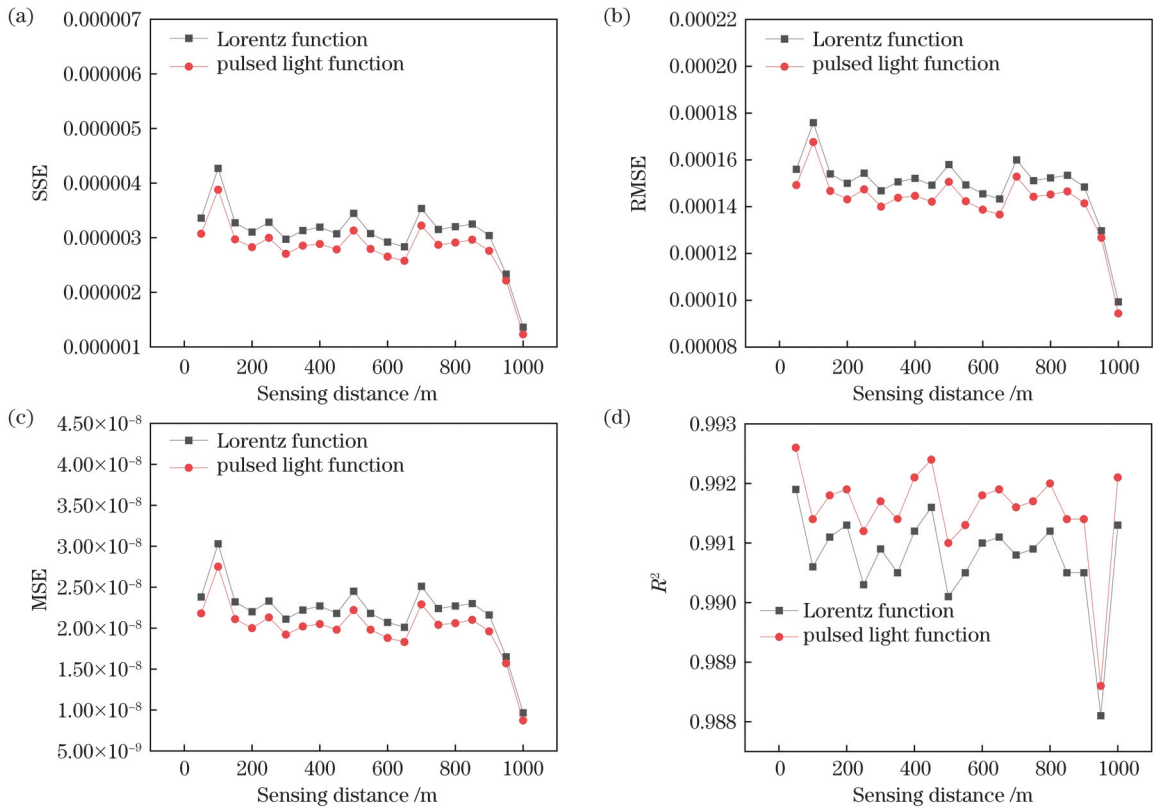 (a)
0.000007
0.000006
0.000005
0.000004
0.000003
0.000002
0.000001
SSE
Lorentz function
pulsed light function
0 200 400 600 800 1000
Sensing distance /m
(b)
0.00022
0.00020
0.00018
0.00016
0.00014
0.00012
0.00010
0.00008
RMSE
Lorentz function
pulsed light function
0 200 400 600 800 1000
Sensing distance /m
(c)
4.50×10⁻⁸
4.00×10⁻⁸
3.50×10⁻⁸
3.00×10⁻⁸
2.50×10⁻⁸
2.00×10⁻⁸
1.50×10⁻⁸
1.00×10⁻⁸
5.00×10⁻⁹
MSE
Lorentz function
pulsed light function
0 200 400 600 800 1000
Sensing distance /m
(d)
0.993
0.992
0.991
0.990
0.989
0.988
R²
Lorentz function
pulsed light function
0 200 400 600 800 1000
Sensing distance /m